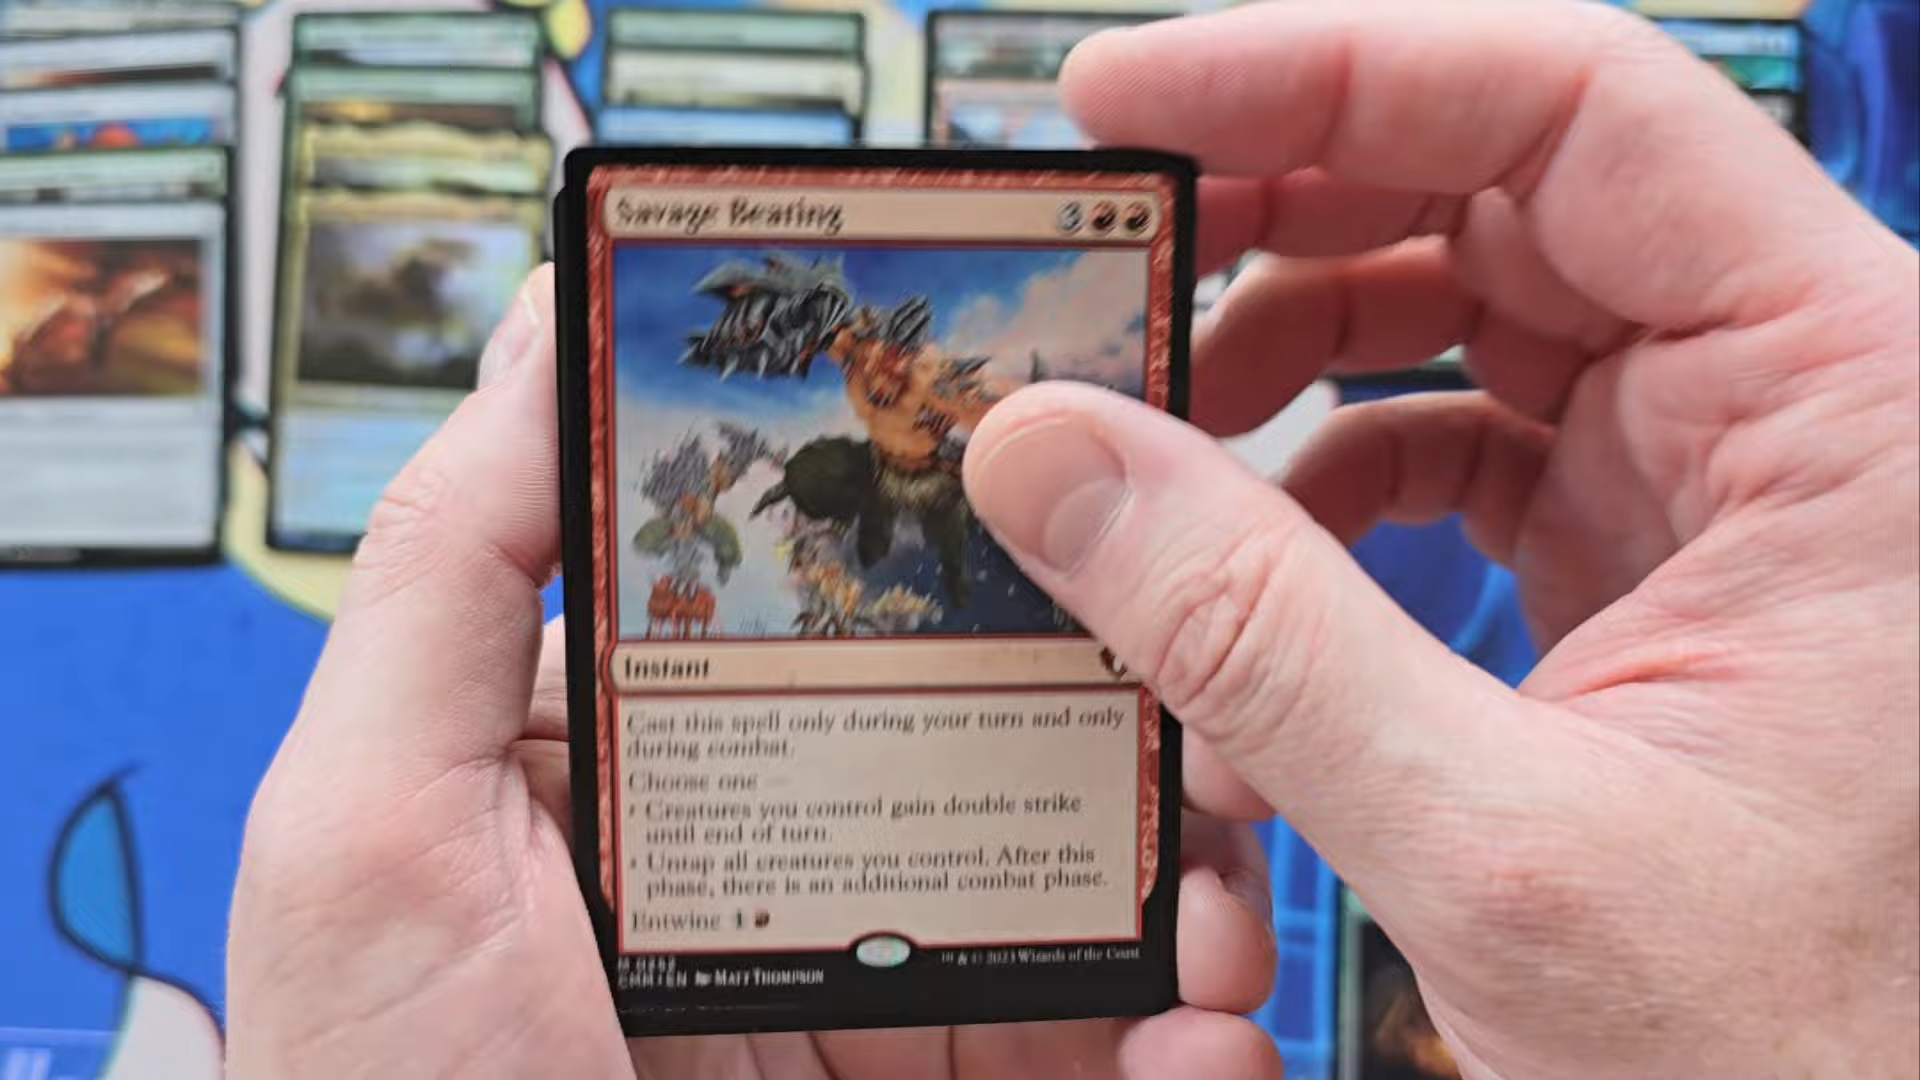 Savage Beating 3
Instant
Cast this spell only during your turn and only
during combat.
Choose one —
• Creatures you control gain double strike
until end of turn.
• Untap all creatures you control. After this
phase, there is an additional combat phase.
Entwine 1
EN MATT THOMPSON
™ & © 2023 Wizards of the Coast